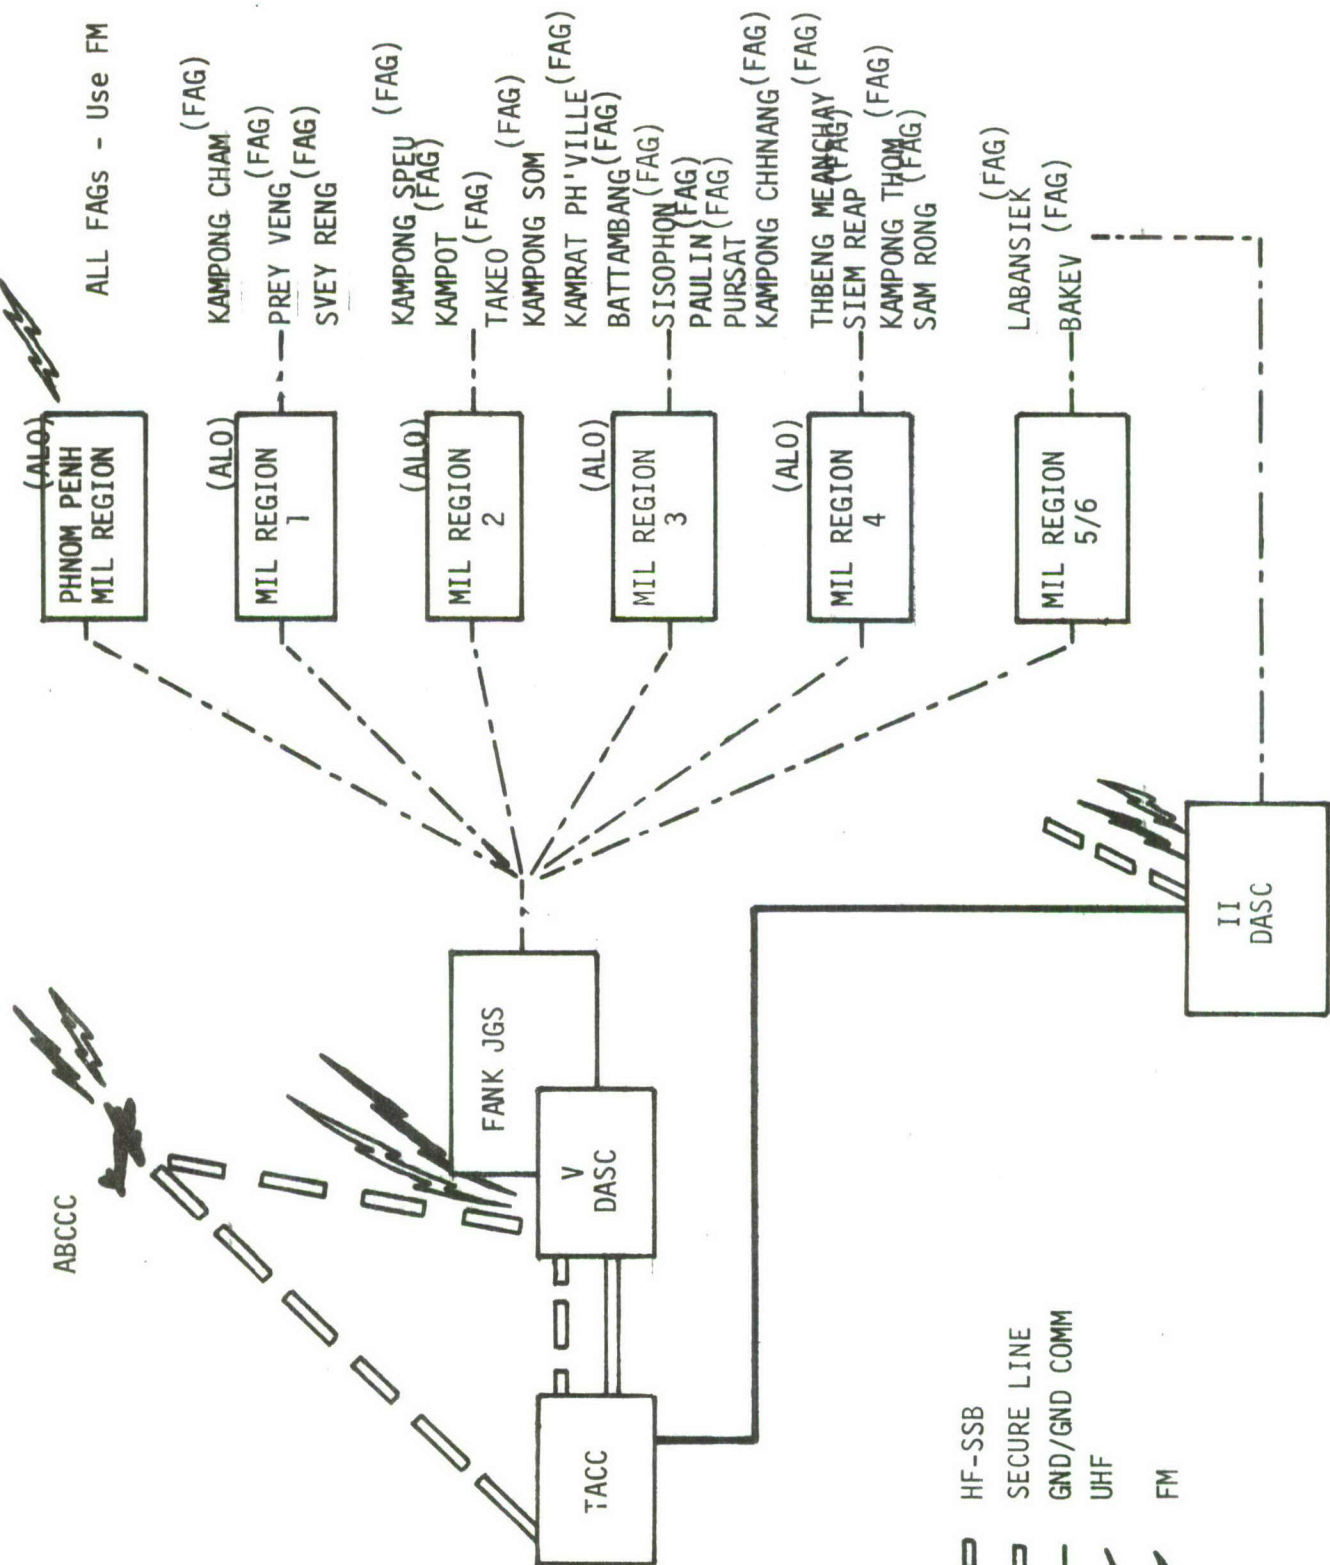 ALL FAGs - Use FM
(ALO)
PHNOM PENH
MIL REGION
(ALO)
MIL REGION
1
KAMPONG CHAM (FAG)
PREY VENG (FAG)
SVEY RENG (FAG)
(ALO)
MIL REGION
2
KAMPONG SPEU (FAG)
KAMPOT (FAG)
TAKEO (FAG)
KAMPONG SOM (FAG)
KAMRAT PH'VILLE (FAG)
(ALO)
MIL REGION
3
BATTAMBANG (FAG)
SISOPHON (FAG)
PAULIN (FAG)
PURSAT (FAG)
KAMPONG CHHNANG (FAG)
(ALO)
MIL REGION
4
THBENG MEANCHAY (FAG)
SIEM REAP (FAG)
KAMPONG THOM (FAG)
SAM RONG (FAG)
MIL REGION
5/6
LABANSIEK (FAG)
BAKEV (FAG)
ABCCC
FANK JGS
V
DASC
TACC
II
DASC
HF-SSB
SECURE LINE
GND/GND COMM
UHF
FM